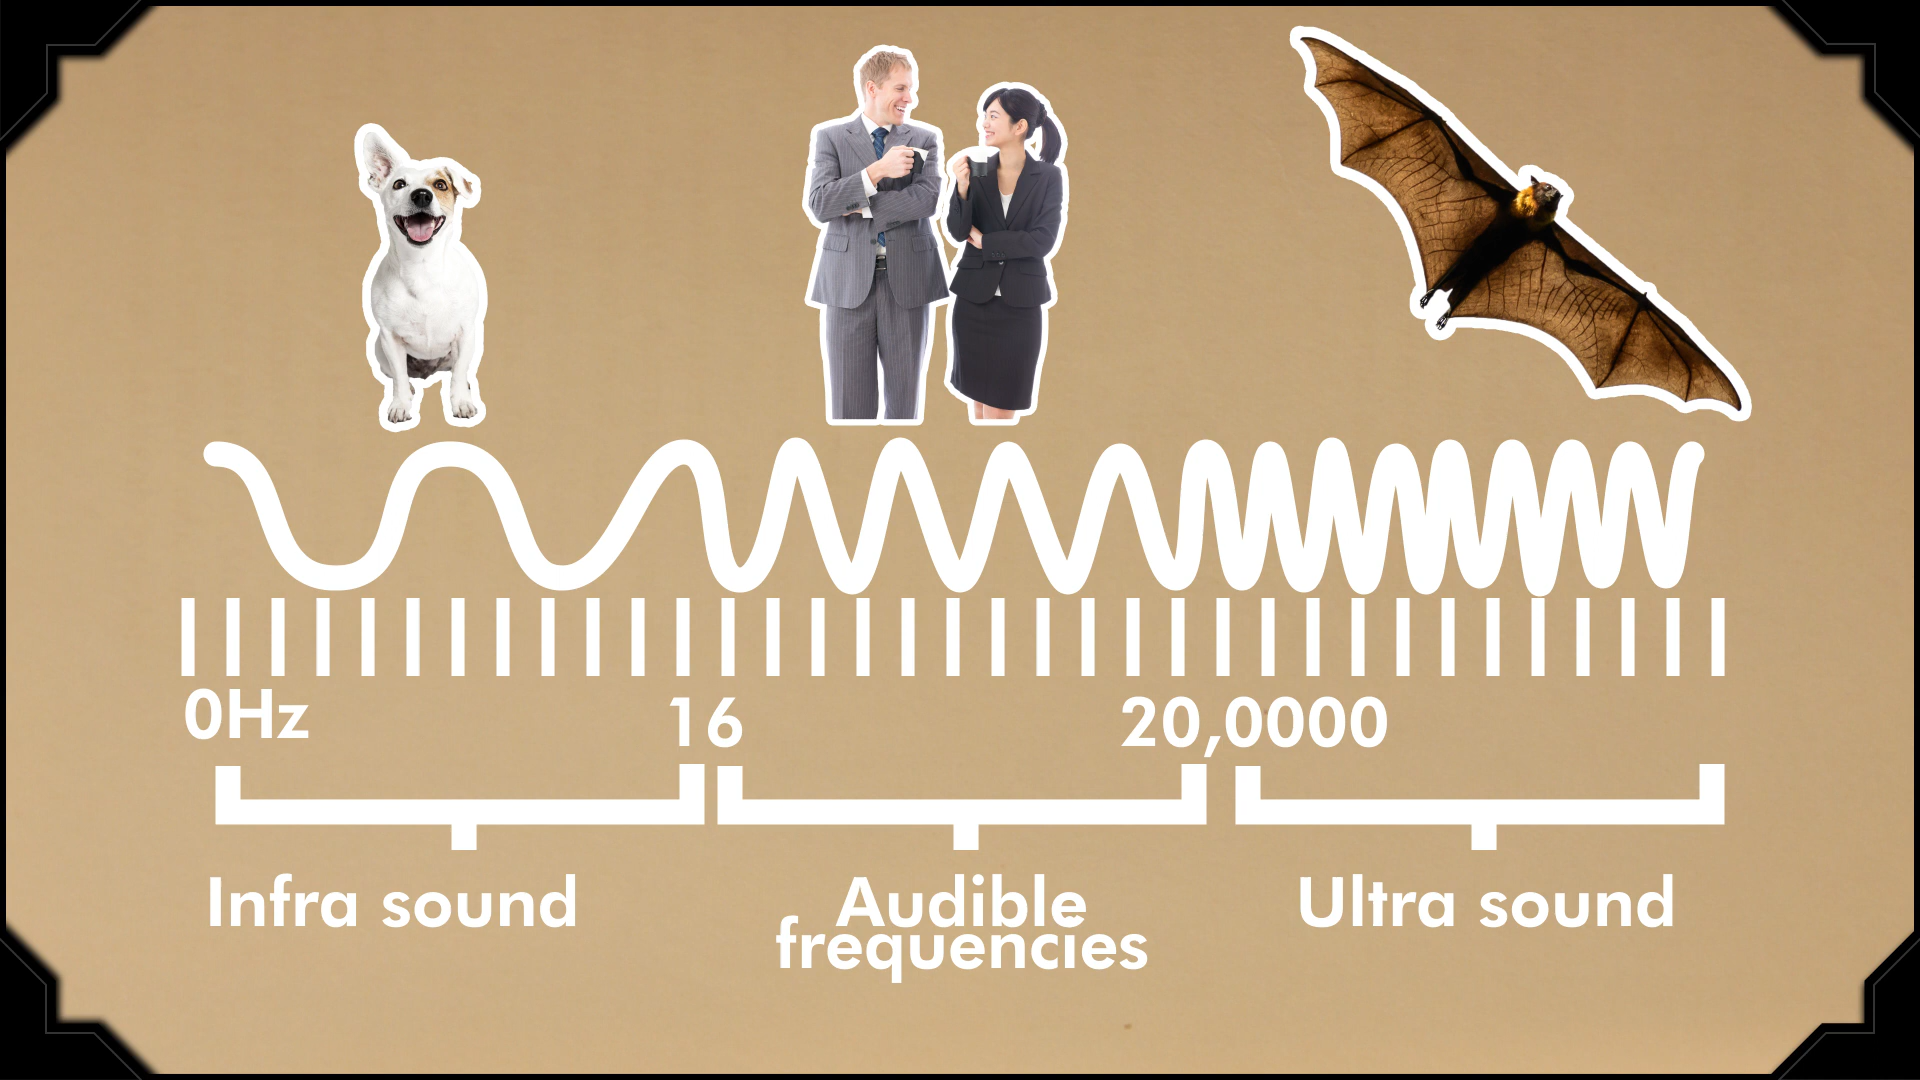 0Hz 16 20,0000
Infra sound Audible Ultra sound
frequencies